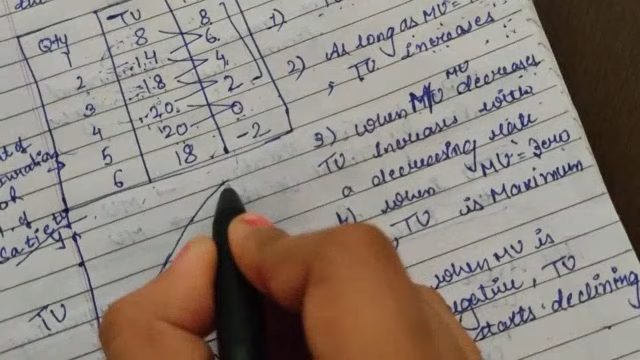 Qty TU
1 8 8
2 14 6
3 18 4
4 20 2
5 20 0
6 18 -2
1)
2) As long as MU =
, TU increases
3) when MU decreases
TU increases with
a decreasing rate
4) when MU = Zero
, TU is Maximum
when MU is
negative, TU
starts declining
Satiety
TU